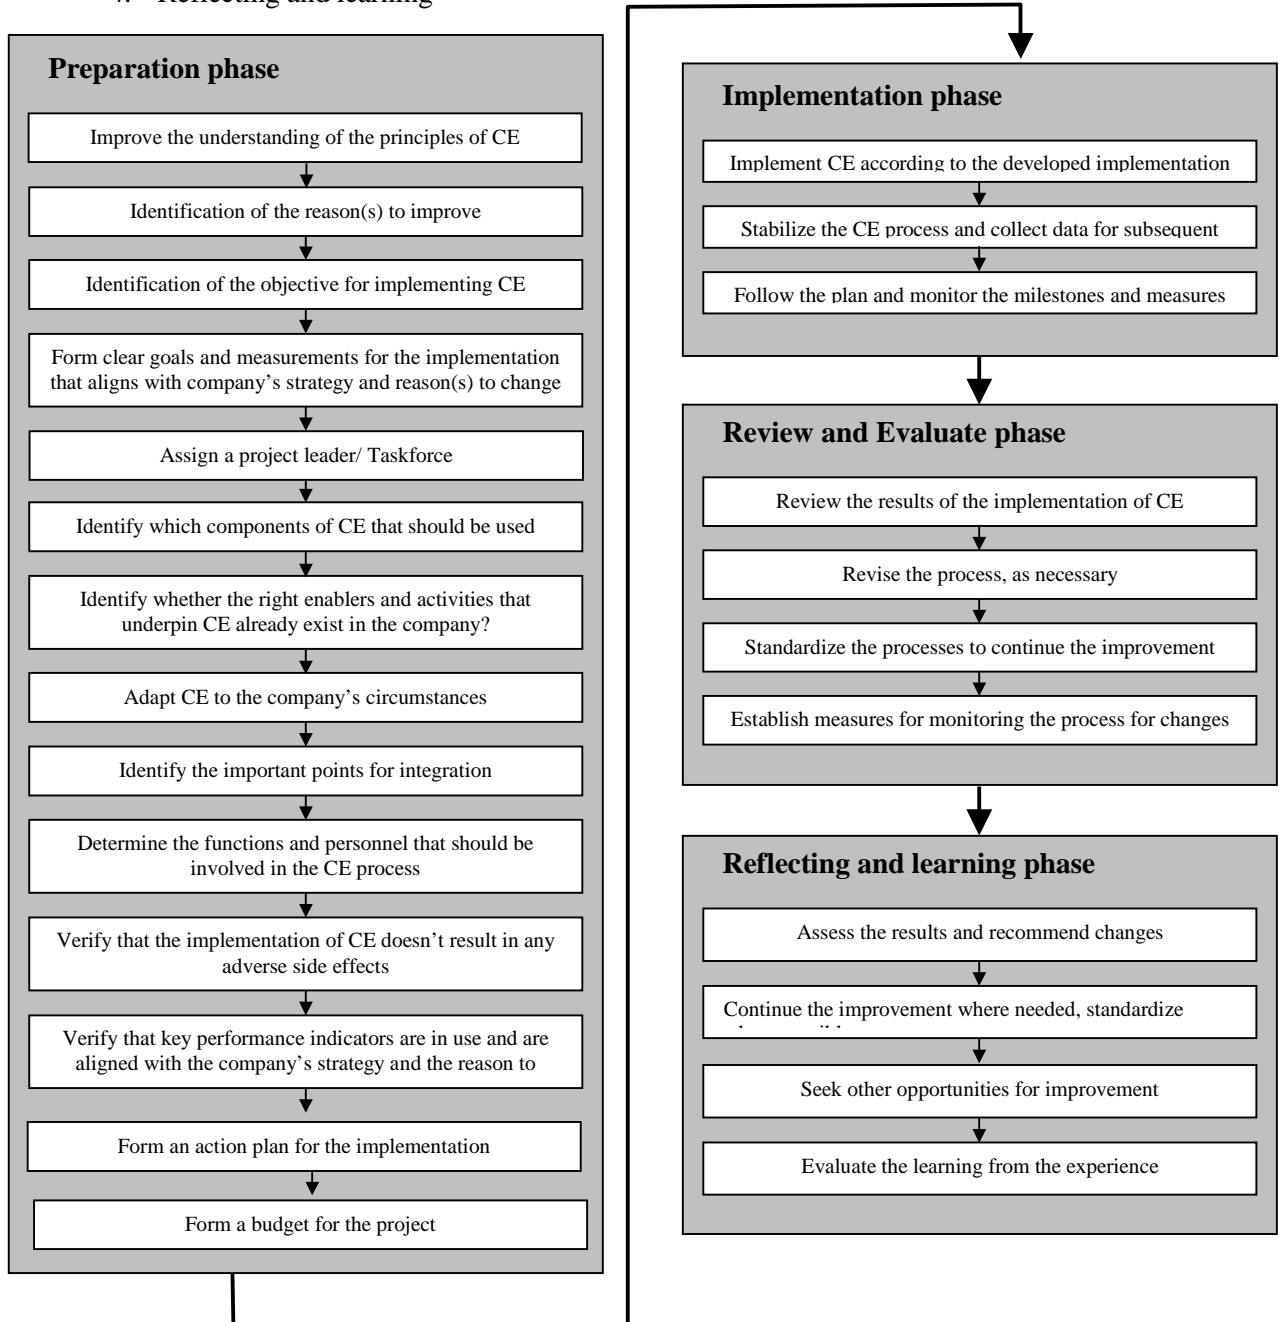 4. Reflecting and learning
Preparation phase
Improve the understanding of the principles of CE
Identification of the reason(s) to improve
Identification of the objective for implementing CE
Form clear goals and measurements for the implementation
that aligns with company’s strategy and reason(s) to change
Assign a project leader/ Taskforce
Identify which components of CE that should be used
Identify whether the right enablers and activities that
underpin CE already exist in the company?
Adapt CE to the company’s circumstances
Identify the important points for integration
Determine the functions and personnel that should be
involved in the CE process
Verify that the implementation of CE doesn’t result in any
adverse side effects
Verify that key performance indicators are in use and are
aligned with the company’s strategy and the reason to
Form an action plan for the implementation
Form a budget for the project
Implementation phase
Implement CE according to the developed implementation
Stabilize the CE process and collect data for subsequent
Follow the plan and monitor the milestones and measures
Review and Evaluate phase
Review the results of the implementation of CE
Revise the process, as necessary
Standardize the processes to continue the improvement
Establish measures for monitoring the process for changes
Reflecting and learning phase
Assess the results and recommend changes
Continue the improvement where needed, standardize
Seek other opportunities for improvement
Evaluate the learning from the experience